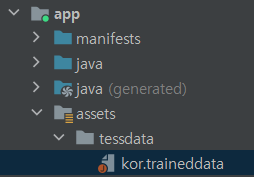 app
manifests
java
java (generated)
assets
tessdata
kor.traineddata